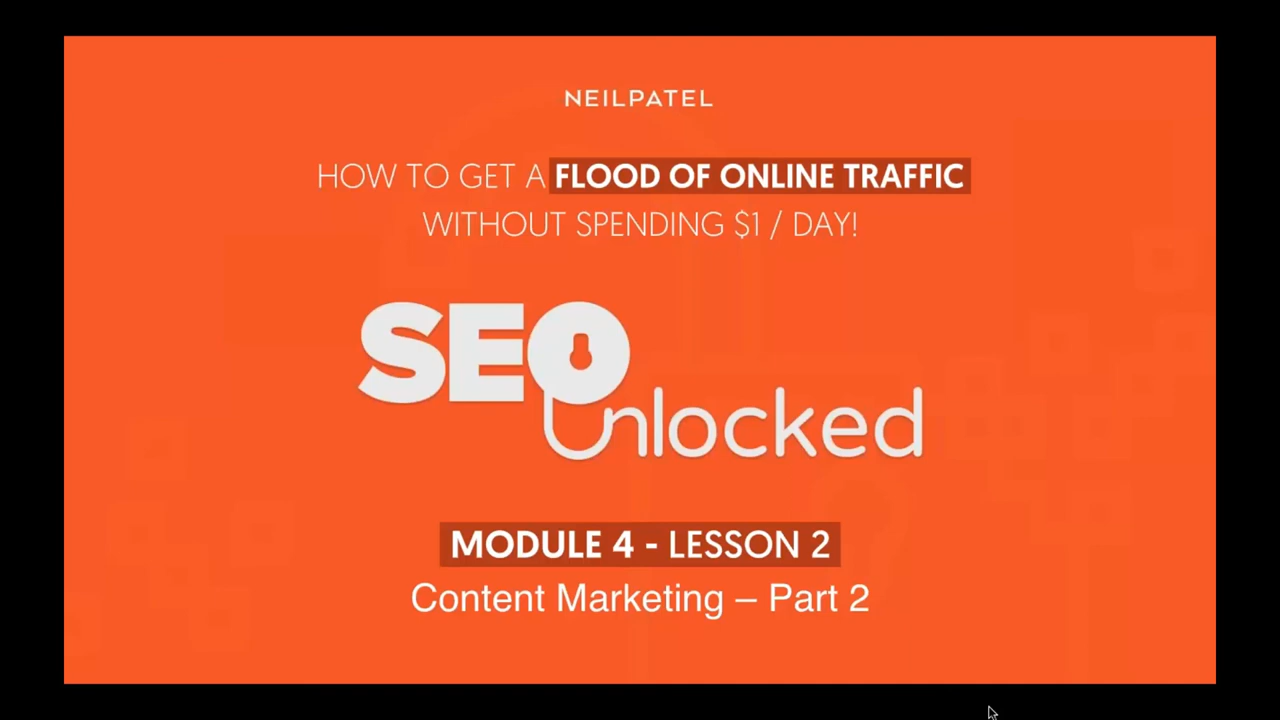 NEILPATEL
HOW TO GET A FLOOD OF ONLINE TRAFFIC
WITHOUT SPENDING $1 / DAY!
SEO
Unlocked
MODULE 4 - LESSON 2
Content Marketing – Part 2